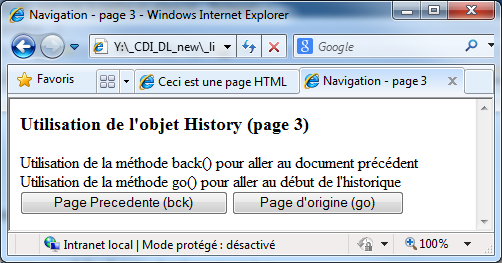 Navigation - page 3 - Windows Internet Explorer
Y:\_CDI_DL_new\_li
Google
Favoris
Ceci est une page HTML
Navigation - page 3
Utilisation de l'objet History (page 3)
Utilisation de la méthode back() pour aller au document précédent
Utilisation de la méthode go() pour aller au début de l'historique
Page Precedente (bck) Page d'origine (go)
Intranet local | Mode protégé : désactivé
100%